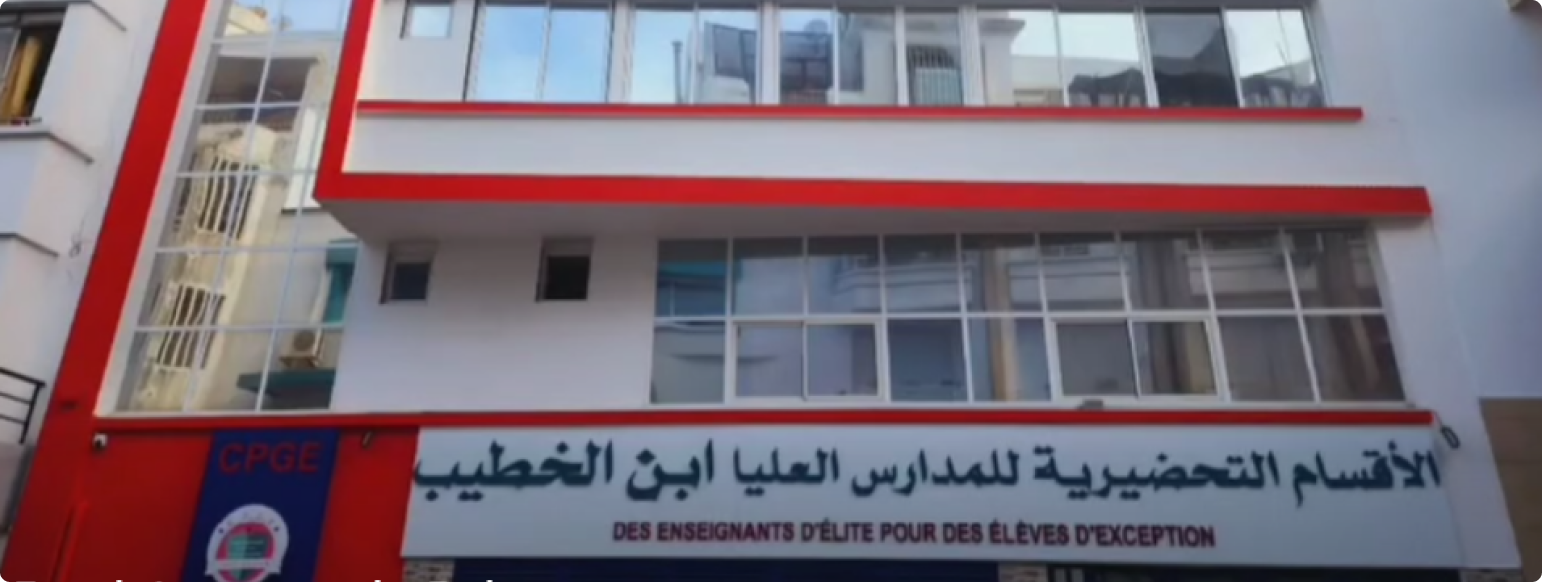 CPGE
الأقسام التحضيرية للمدارس العليا ابن الخطيب
DES ENSEIGNANTS D'ÉLITE POUR DES ÉLÈVES D'EXCEPTION